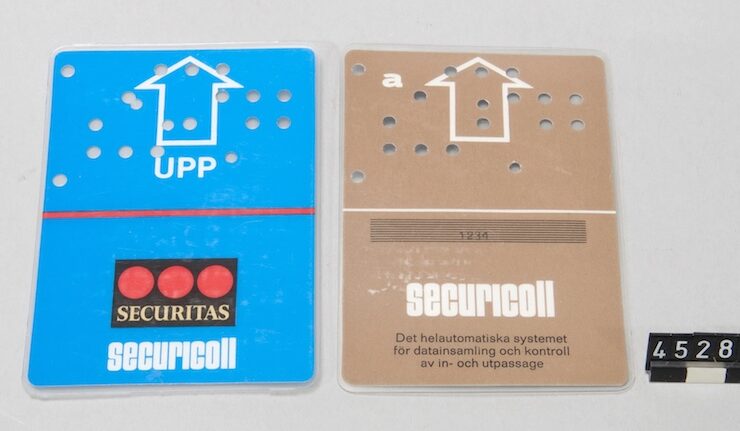 UPP
SECURITAS
securicoll
a
1234
securicoll
Det helautomatiska systemet
för datainsamling och kontroll
av in- och utpassage
4528